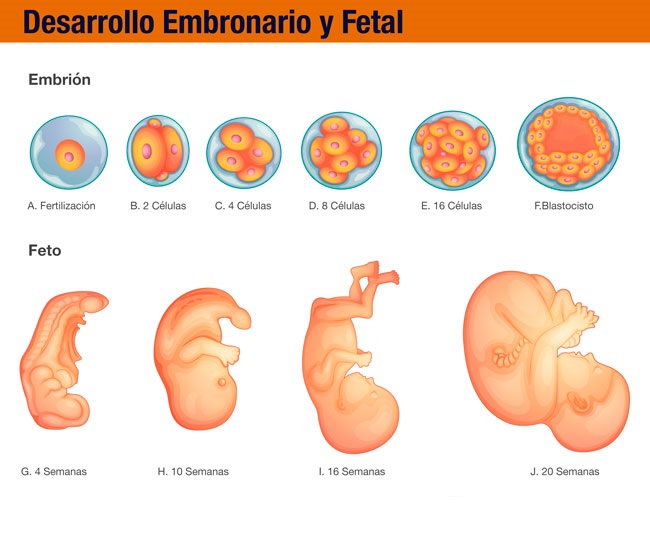 Desarrollo Embronario y Fetal
Embrión
A. Fertilización
B. 2 Células
C. 4 Células
D. 8 Células
E. 16 Células
F.Blastocisto
Feto
G. 4 Semanas
H. 10 Semanas
I. 16 Semanas
J. 20 Semanas